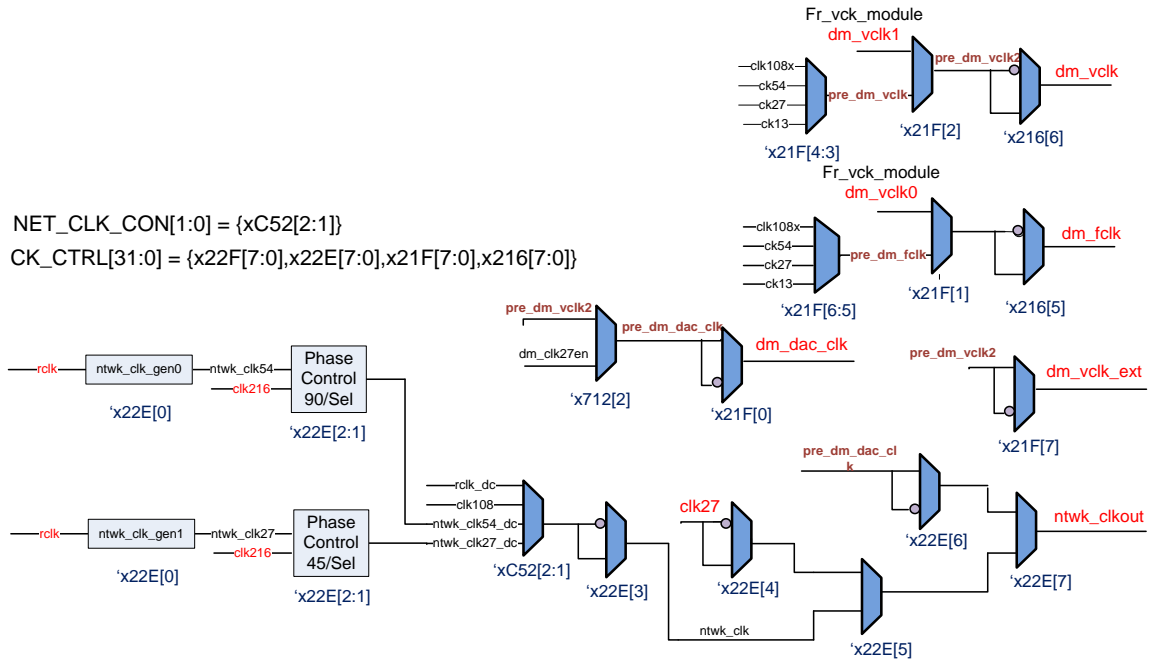 Fr_vck_module
dm_vclk1
clk108x
ck54
ck27
ck13
pre_dm_vclk
pre_dm_vclk2
dm_vclk
‘x21F[4:3]
‘x21F[2]
‘x216[6]
Fr_vck_module
dm_vclk0
clk108x
ck54
ck27
ck13
pre_dm_fclk
dm_fclk
‘x21F[6:5]
‘x21F[1]
‘x216[5]
NET_CLK_CON[1:0] = {xC52[2:1]}
CK_CTRL[31:0] = {x22F[7:0],x22E[7:0],x21F[7:0],x216[7:0]}
pre_dm_vclk2
dm_clk27en
pre_dm_dac_clk
dm_dac_clk
‘x712[2]
‘x21F[0]
pre_dm_vclk2
dm_vclk_ext
‘x21F[7]
rclk
ntwk_clk_gen0
ntwk_clk54
clk216
Phase
Control
90/Sel
‘x22E[0]
‘x22E[2:1]
rclk
ntwk_clk_gen1
ntwk_clk27
clk216
Phase
Control
45/Sel
‘x22E[0]
‘x22E[2:1]
rclk_dc
clk108
ntwk_clk54_dc
ntwk_clk27_dc
‘xC52[2:1]
‘x22E[3]
clk27
‘x22E[4]
ntwk_clk
‘x22E[5]
pre_dm_dac_cl
k
‘x22E[6]
ntwk_clkout
‘x22E[7]